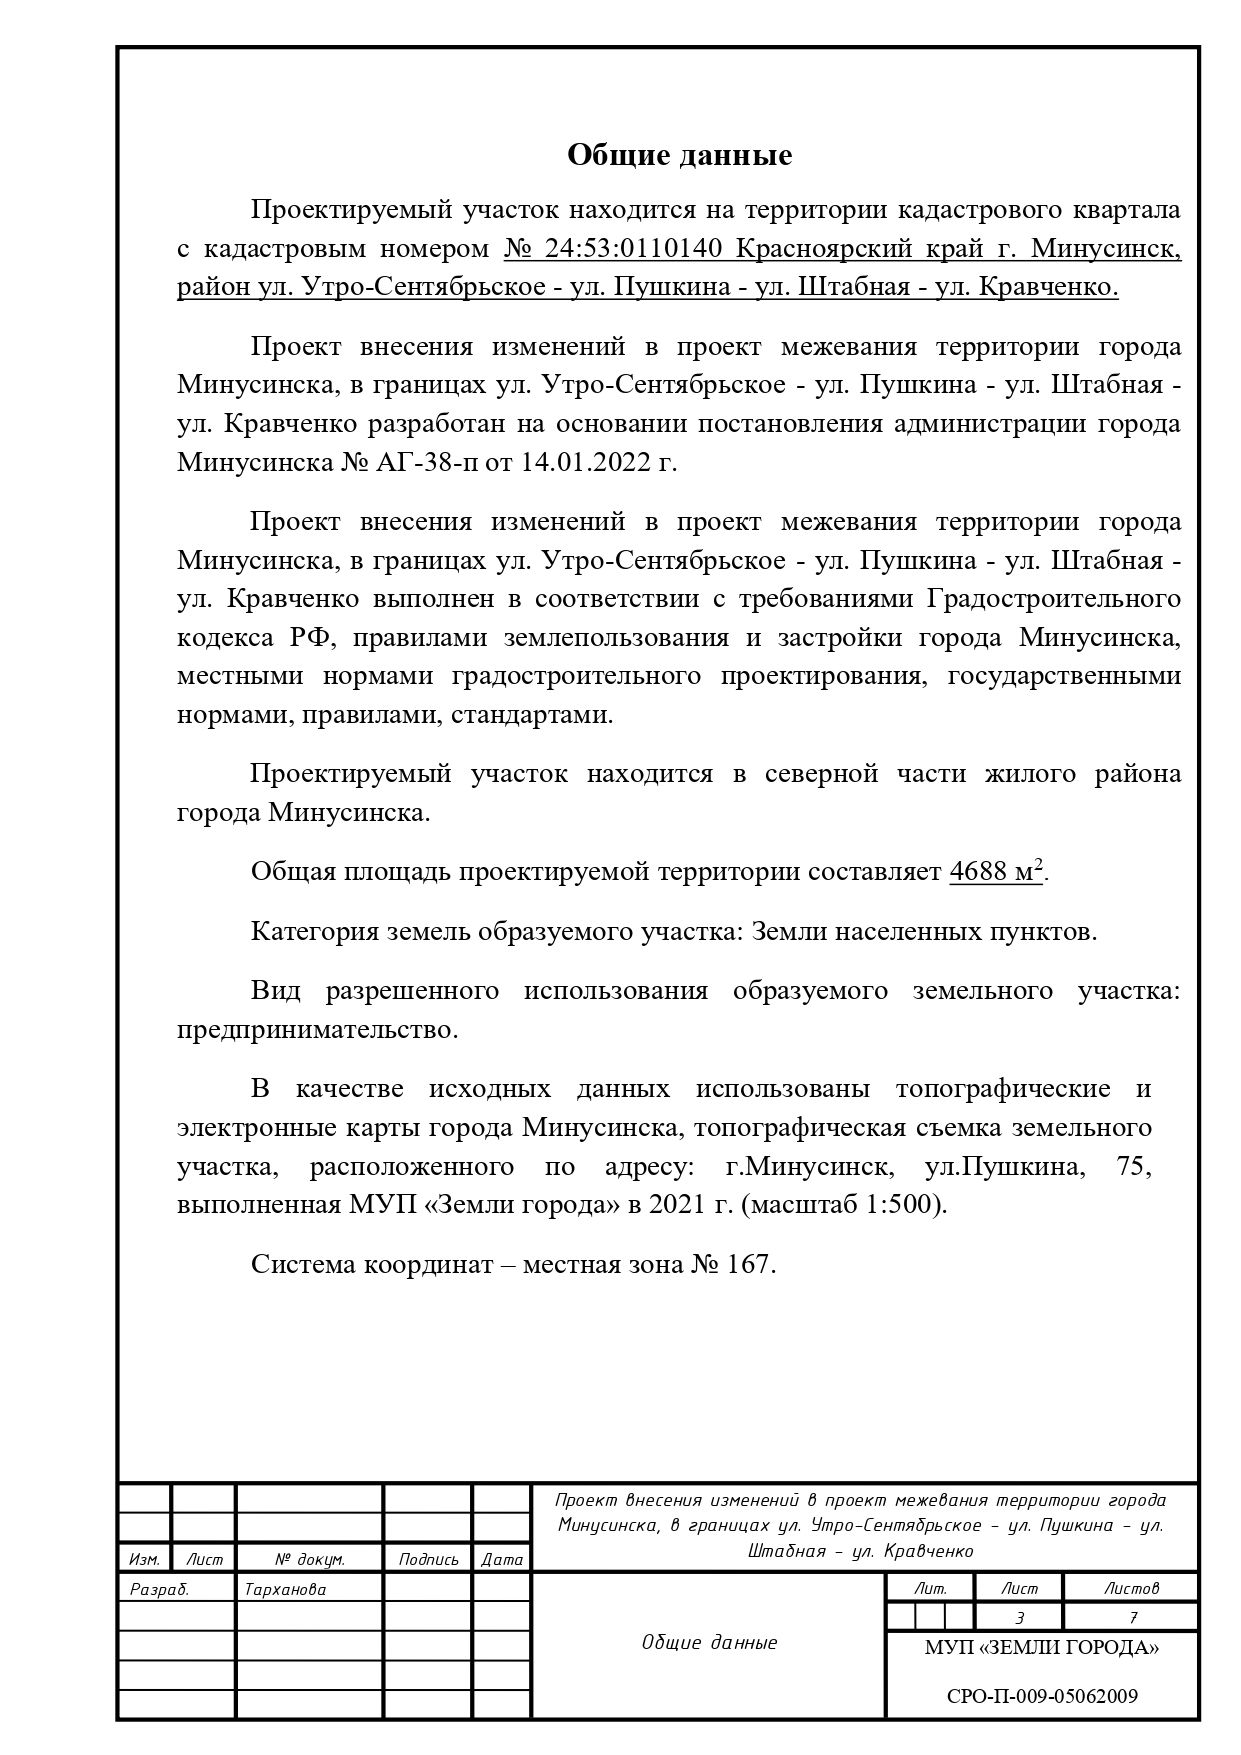 Общие данные
Проектируемый участок находится на территории кадастрового квартала
с кадастровым номером № 24:53:0110140 Красноярский край г. Минусинск,
район ул. Утро-Сентябрьское - ул. Пушкина - ул. Штабная - ул. Кравченко.
Проект внесения изменений в проект межевания территории города
Минусинска, в границах ул. Утро-Сентябрьское - ул. Пушкина - ул. Штабная -
ул. Кравченко разработан на основании постановления администрации города
Минусинска № АГ-38-п от 14.01.2022 г.
Проект внесения изменений в проект межевания территории города
Минусинска, в границах ул. Утро-Сентябрьское - ул. Пушкина - ул. Штабная -
ул. Кравченко выполнен в соответствии с требованиями Градостроительного
кодекса РФ, правилами землепользования и застройки города Минусинска,
местными нормами градостроительного проектирования, государственными
нормами, правилами, стандартами.
Проектируемый участок находится в северной части жилого района
города Минусинска.
Общая площадь проектируемой территории составляет 4688 м².
Категория земель образуемого участка: Земли населенных пунктов.
Вид разрешенного использования образуемого земельного участка:
предпринимательство.
В качестве исходных данных использованы топографические и
электронные карты города Минусинска, топографическая съемка земельного
участка, расположенного по адресу: г.Минусинск, ул.Пушкина, 75,
выполненная МУП «Земли города» в 2021 г. (масштаб 1:500).
Система координат – местная зона № 167.
Проект внесения изменений в проект межевания территории города
Минусинска, в границах ул. Утро-Сентябрьское - ул. Пушкина - ул.
Штабная - ул. Кравченко
Изм. Лист № докум. Подпись Дата
Разраб. Тарханова
Общие данные
Лит. Лист Листов
3 7
МУП «ЗЕМЛИ ГОРОДА»
СРО-П-009-05062009